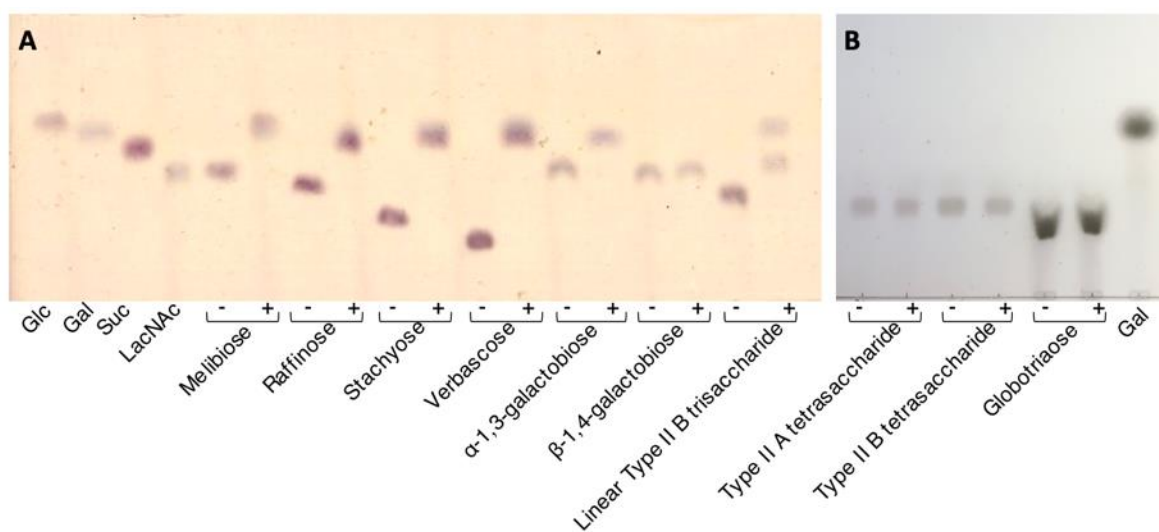 A
B
- + - + - + - + - + - + - +
- + - + - +
Glc
Gal
Suc
LacNAc
Melibiose
Raffinose
Stachyose
Verbascose
α-1,3-galactobiose
β-1,4-galactobiose
Linear Type II B trisaccharide
Type II A tetrasaccharide
Type II B tetrasaccharide
Globotriaose
Gal